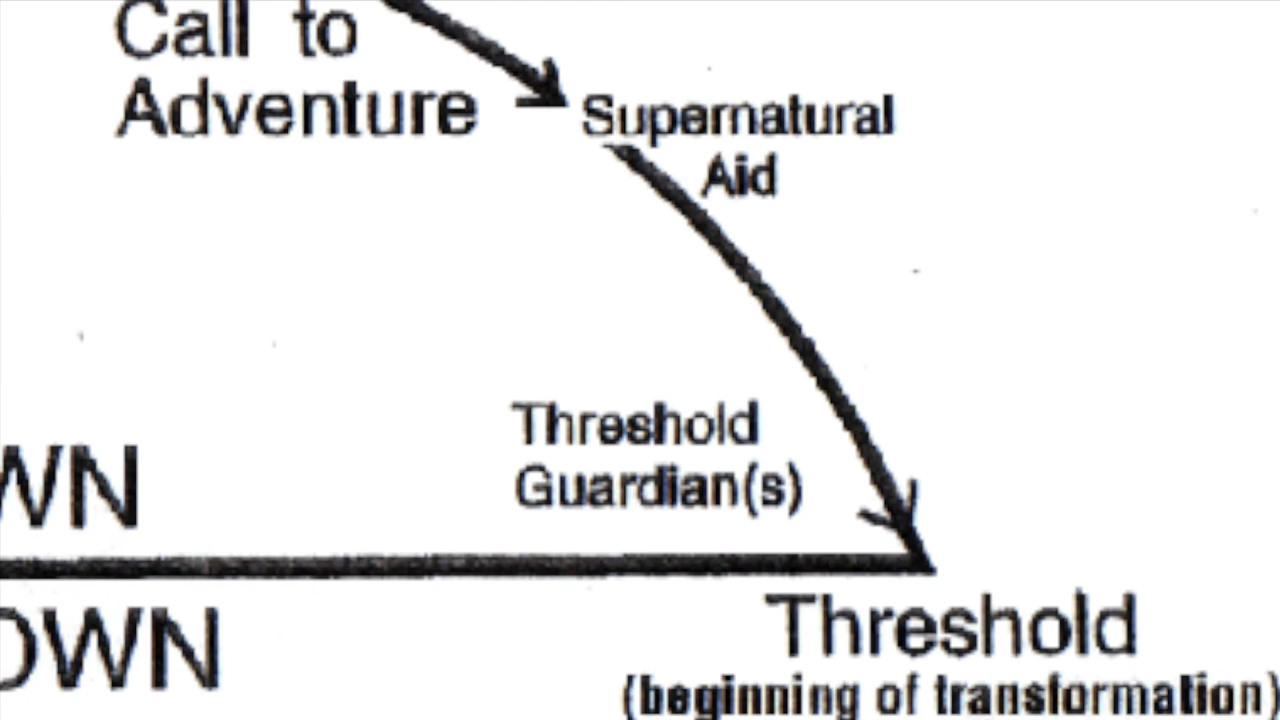 Call to
Adventure
Supernatural
Aid
Threshold
Guardian(s)
WN
OWN
Threshold
(beginning of transformation)